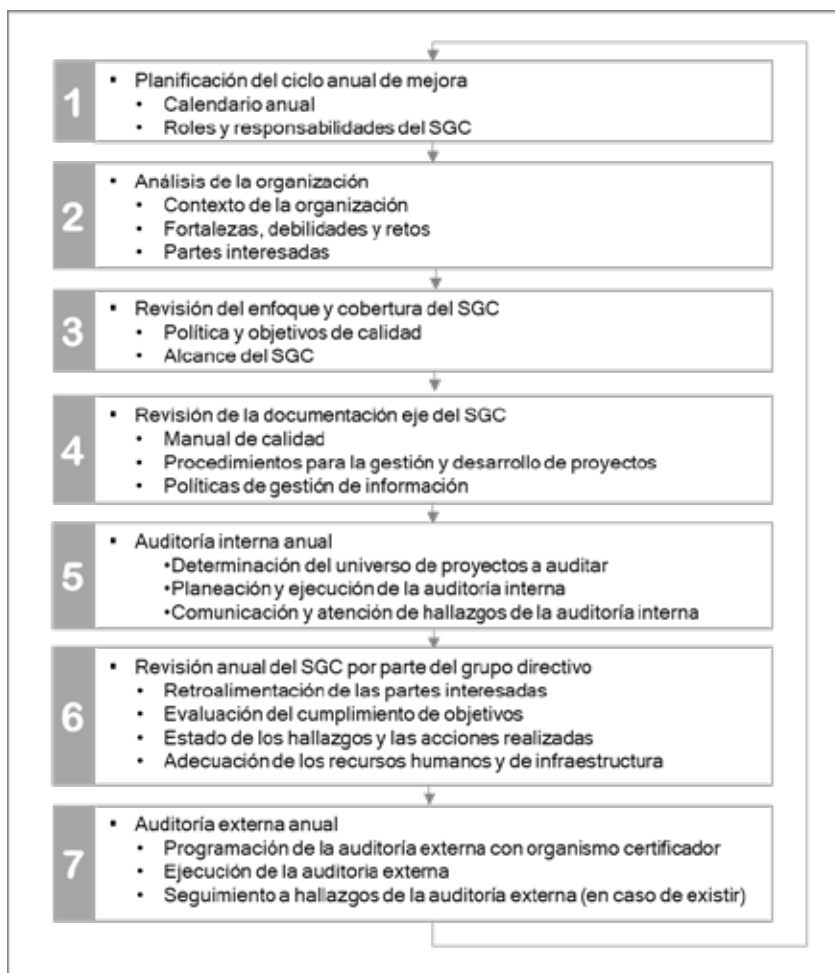 1
▪ Planificación del ciclo anual de mejora
• Calendario anual
• Roles y responsabilidades del SGC
2
▪ Análisis de la organización
• Contexto de la organización
• Fortalezas, debilidades y retos
• Partes interesadas
3
▪ Revisión del enfoque y cobertura del SGC
• Política y objetivos de calidad
• Alcance del SGC
4
▪ Revisión de la documentación eje del SGC
• Manual de calidad
• Procedimientos para la gestión y desarrollo de proyectos
• Políticas de gestión de información
5
▪ Auditoría interna anual
•Determinación del universo de proyectos a auditar
•Planeación y ejecución de la auditoría interna
•Comunicación y atención de hallazgos de la auditoría interna
6
▪ Revisión anual del SGC por parte del grupo directivo
• Retroalimentación de las partes interesadas
• Evaluación del cumplimiento de objetivos
• Estado de los hallazgos y las acciones realizadas
• Adecuación de los recursos humanos y de infraestructura
7
▪ Auditoría externa anual
• Programación de la auditoría externa con organismo certificador
• Ejecución de la auditoria externa
• Seguimiento a hallazgos de la auditoría externa (en caso de existir)